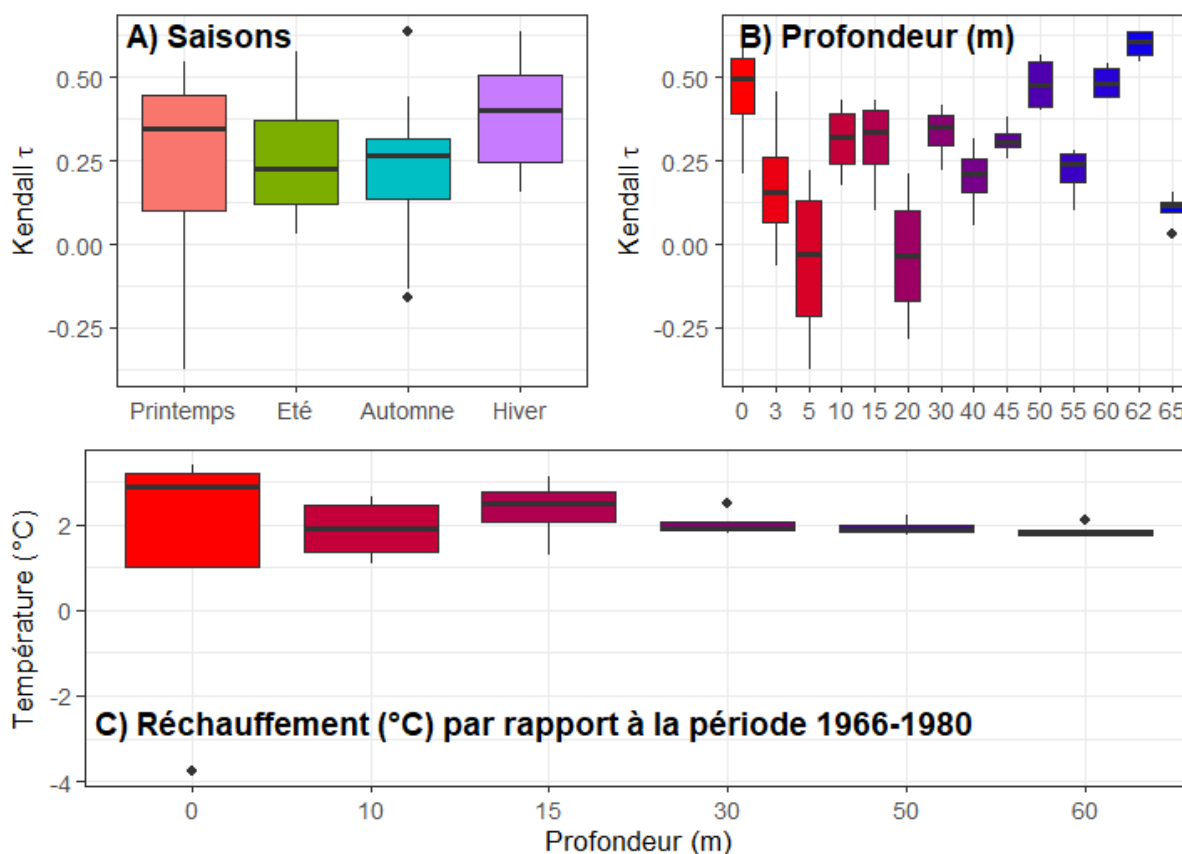 A) Saisons
Kendall τ
0.50
0.25
0.00
-0.25
Printemps Eté Automne Hiver
B) Profondeur (m)
Kendall τ
0.50
0.25
0.00
-0.25
0 3 5 10 15 20 30 40 45 50 55 60 62 65
Température (°C)
2
0
-2
-4
C) Réchauffement (°C) par rapport à la période 1966-1980
0 10 15 30 50 60
Profondeur (m)